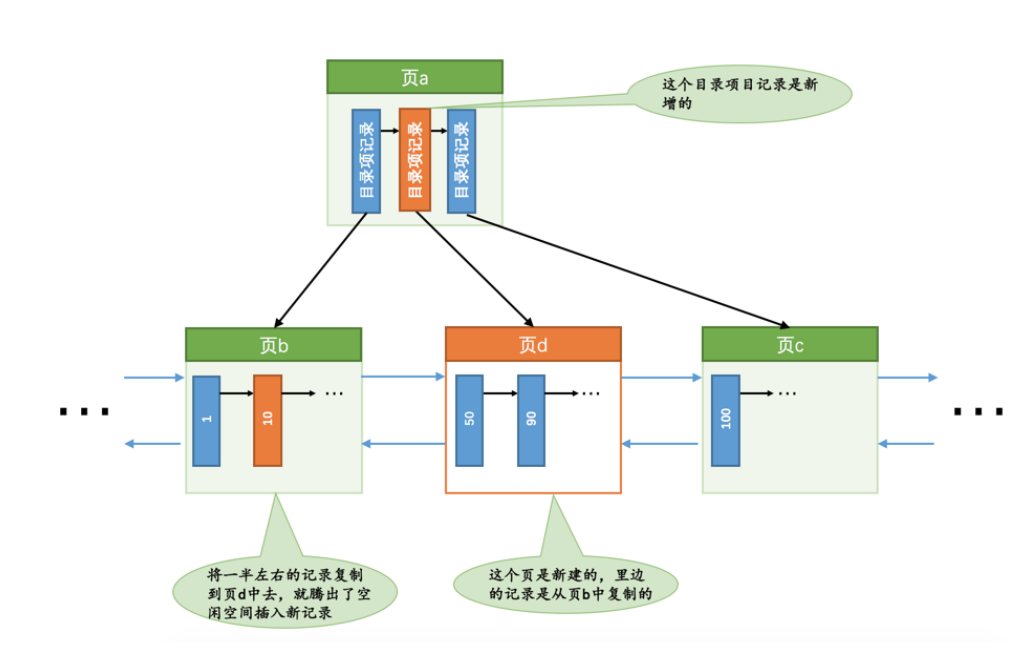 页a
这个目录项目记录是新
增的
目录项记录
目录项记录
目录项记录
页b
页d
页c
1
10
...
50
90
...
100
...
将一半左右的记录复制
到页d中去，就腾出了空
闲空间插入新记录
这个页是新建的，里边
的记录是从页b中复制的